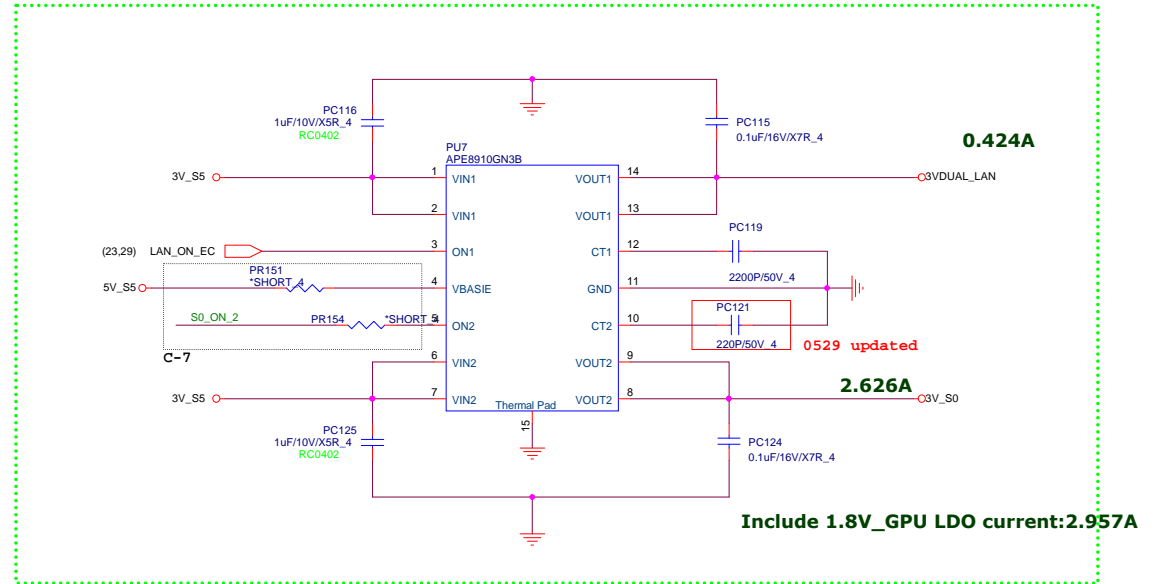 PC116
1uF/10V/X5R_4
RC0402
PC115
0.1uF/16V/X7R_4
0.424A
PU7
APE8910GN3B
3V_S5
1
VIN1
VOUT1
14
3VDUAL_LAN
2
VIN1
VOUT1
13
(23,29)
LAN_ON_EC
3
ON1
CT1
12
PC119
2200P/50V_4
PR151
*SHORT_4
5V_S5
4
VBASIE
GND
11
S0_ON_2
PR154
*SHORT_4
5
ON2
CT2
10
PC121
220P/50V_4
0529 updated
C-7
6
VIN2
VOUT2
9
2.626A
3V_S5
7
VIN2
VOUT2
8
3V_S0
Thermal Pad
15
PC125
1uF/10V/X5R_4
RC0402
PC124
0.1uF/16V/X7R_4
Include 1.8V_GPU LDO current:2.957A